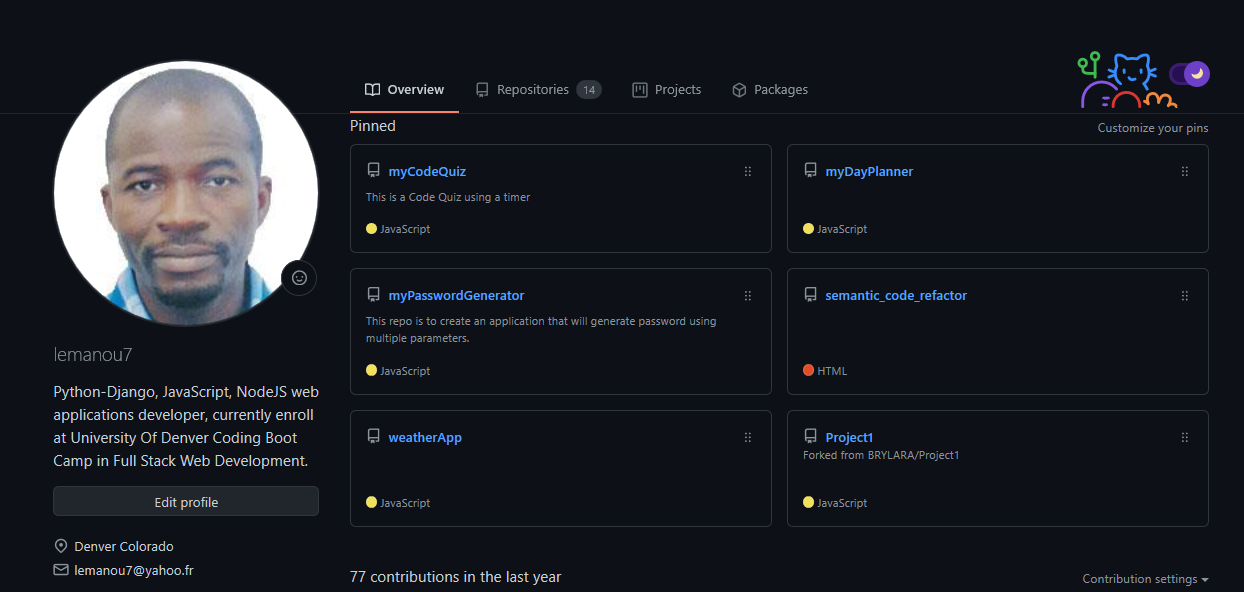 Overview
Repositories 14
Projects
Packages
Pinned
Customize your pins
myCodeQuiz
This is a Code Quiz using a timer
JavaScript
myDayPlanner
JavaScript
myPasswordGenerator
This repo is to create an application that will generate password using
multiple parameters.
JavaScript
semantic_code_refactor
HTML
weatherApp
JavaScript
Project1
Forked from BRYLARA/Project1
JavaScript
lemanou7
Python-Django, JavaScript, NodeJS web
applications developer, currently enroll
at University Of Denver Coding Boot
Camp in Full Stack Web Development.
Edit profile
Denver Colorado
lemanou7@yahoo.fr
77 contributions in the last year
Contribution settings